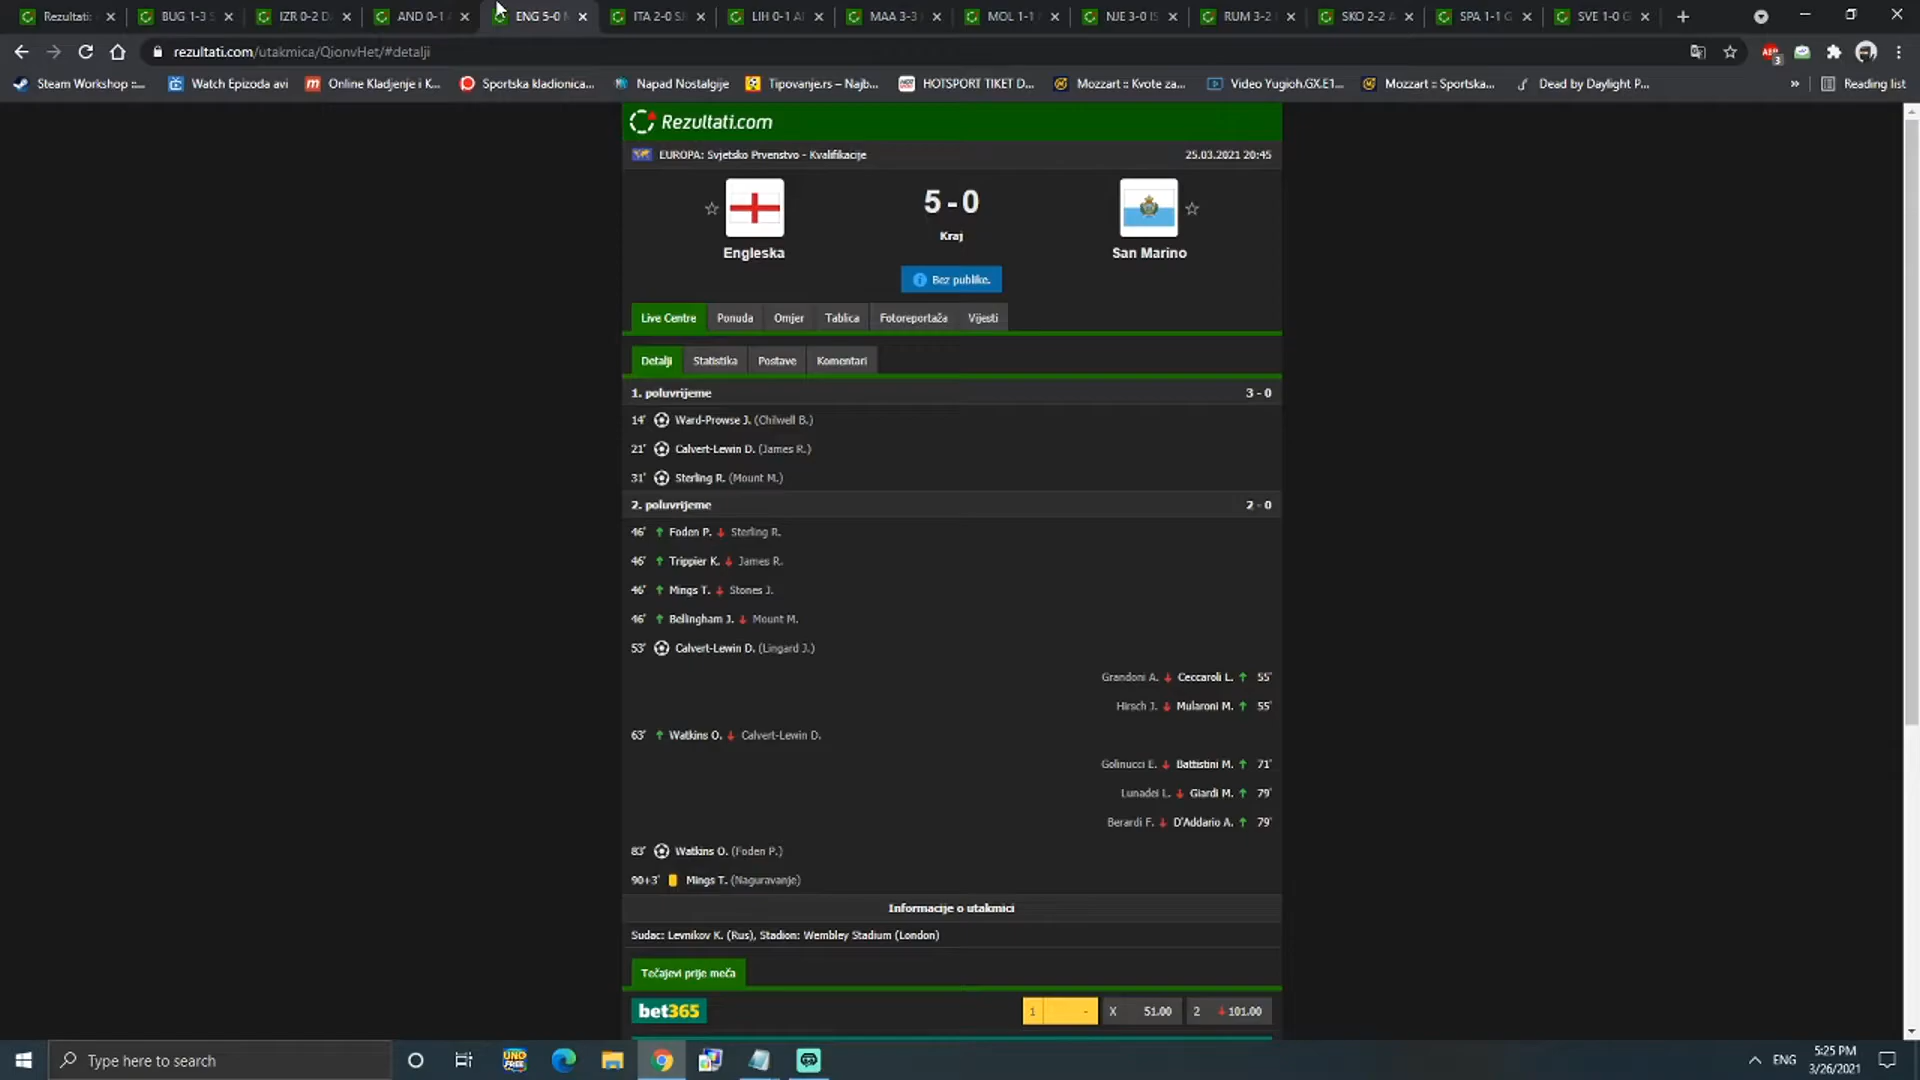 Rezultati:
BUG 1-3 S
IZR 0-2 D
AND 0-1 A
ENG 5-0
ITA 2-0 SJ
LIH 0-1
MAA 3-3
MOL 1-1
NJE 3-0 IS
RUM 3-2
SKO 2-2 A
SPA 1-1 G
SVE 1-0 G
rezultati.com/utakmica/QionvHet/#detalji
Steam Workshop ::...
Watch Epizoda avi
Online Kladjenje i K...
Sportska kladionica...
Napad Nostalgije
Tipovanje.rs – Najb...
HOTSPORT TIKET D...
Mozzart :: Kvote za...
Video Yugioh.GX.E1...
Mozzart :: Sportska...
Dead by Daylight P...
»
Reading list
Rezultati.com
EUROPA: Svjetsko Prvenstvo - Kvalifikacije 25.03.2021 20:45
5 - 0
Kraj
Engleska San Marino
Bez publike.
Live Centre Ponuda Omjer Tablica Fotoreportaža Vijesti
Detalji Statistika Postave Komentari
1. poluvrijeme 3 - 0
14' Ward-Prowse J. (Chilwell B.)
21' Calvert-Lewin D. (James R.)
31' Sterling R. (Mount M.)
2. poluvrijeme 2 - 0
46' Foden P. Sterling R.
46' Trippier K. James R.
46' Mings T. Stones J.
46' Bellingham J. Mount M.
53' Calvert-Lewin D. (Lingard J.)
Grandoni A. Ceccaroli L. 55'
Hirsch J. Mularoni M. 55'
63' Watkins O. Calvert-Lewin D.
Golinucci E. Battistini M. 71'
Lunadei L. Giardi M. 79'
Berardi F. D'Addario A. 79'
83' Watkins O. (Foden P.)
90+3' Mings T. (Naguravanje)
Informacije o utakmici
Sudac: Levnikov K. (Rus), Stadion: Wembley Stadium (London)
Tečajevi prije meča
bet365 1 - X 51.00 2 101.00
Type here to search
UNO FREE
ENG
5:25 PM
3/26/2021